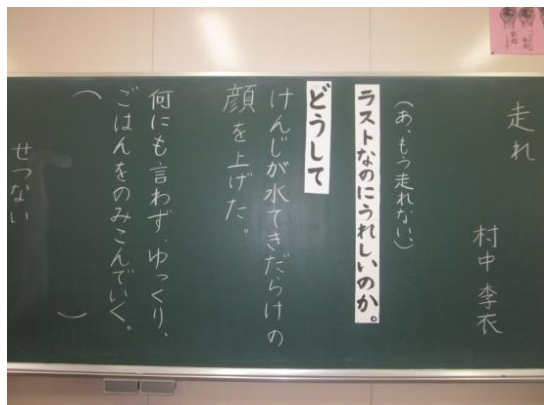 走れ
村中 李衣
ラストなのにうれしいのか。
(あ、もう走れない)
どうして
けんじが水てきだらけの
顔を上げた。
何にも言わず、ゆっくり、
ごはんをのみこんでいく。
(　　　)
せつない